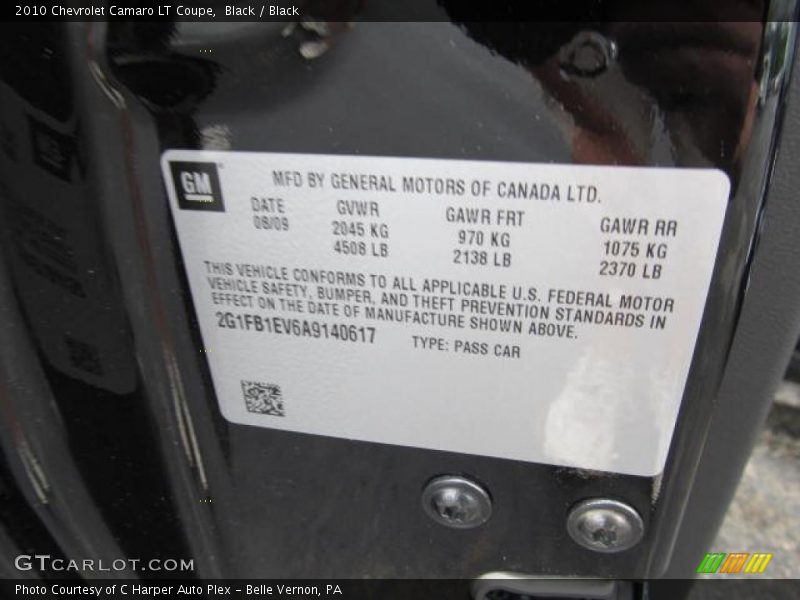 2010 Chevrolet Camaro LT Coupe, Black / Black
GM
MFD BY GENERAL MOTORS OF CANADA LTD.
DATE GVWR GAWR FRT GAWR RR
08/09 2045 KG 970 KG 1075 KG
4508 LB 2138 LB 2370 LB
THIS VEHICLE CONFORMS TO ALL APPLICABLE U.S. FEDERAL MOTOR
VEHICLE SAFETY, BUMPER, AND THEFT PREVENTION STANDARDS IN
EFFECT ON THE DATE OF MANUFACTURE SHOWN ABOVE.
2G1FB1EV6A9140617 TYPE: PASS CAR
GTCARLOT.COM
Photo Courtesy of C Harper Auto Plex – Belle Vernon, PA